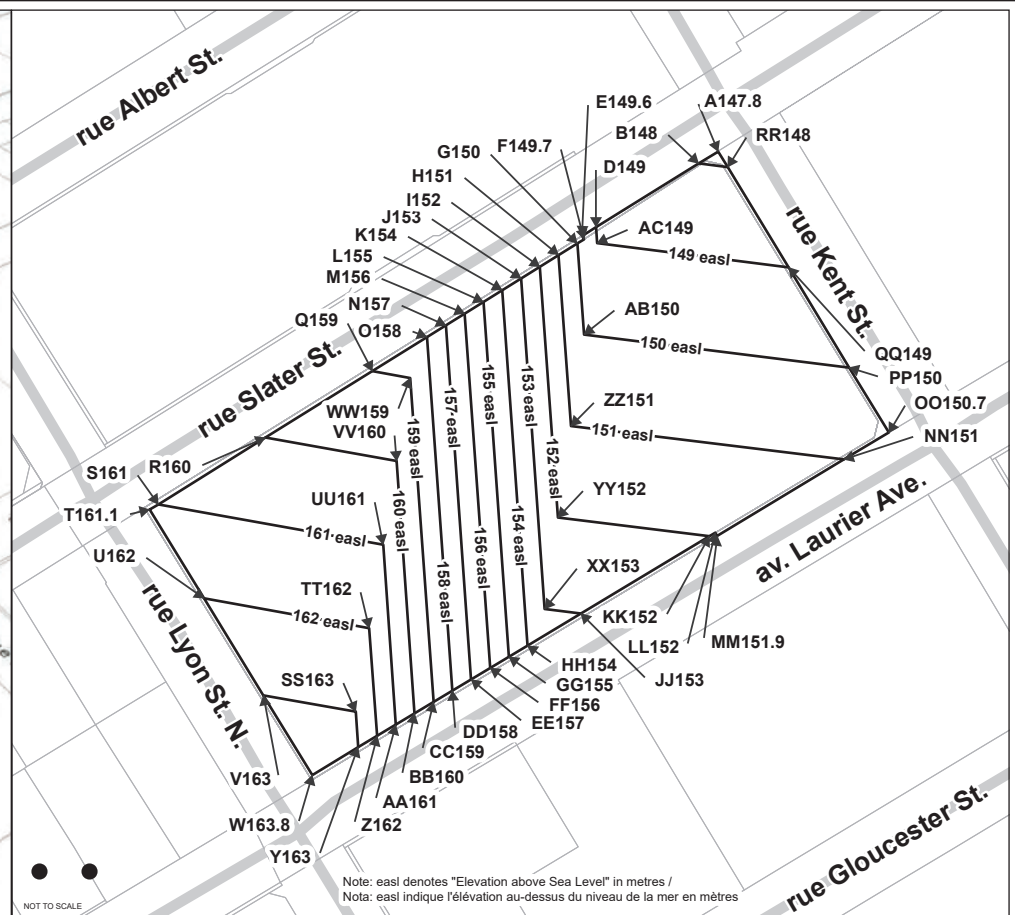 rue Albert St.
E149.6
A147.8
F149.7
B148
RR148
G150
D149
H151
I152
J153
AC149
K154
149 easl
L155
M156
rue Kent St.
N157
AB150
Q159
O158
150 easl
QQ149
PP150
rue Slater St.
OO150.7
WW159
ZZ151
VV160
151 easl
NN151
153 easl
155 easl
157 easl
159 easl
152 easl
S161
R160
UU161
YY152
T161.1
160 easl
154 easl
156 easl
158 easl
161 easl
av. Laurier Ave.
U162
XX153
TT162
162 easl
KK152
LL152
MM151.9
rue Lyon St. N.
SS163
HH154
JJ153
GG155
FF156
EE157
DD158
CC159
V163
BB160
AA161
W163.8
Z162
Y163
rue Gloucester St.
Note: easl denotes "Elevation above Sea Level" in metres /
Nota: easl indique l'élévation au-dessus du niveau de la mer en mètres
NOT TO SCALE